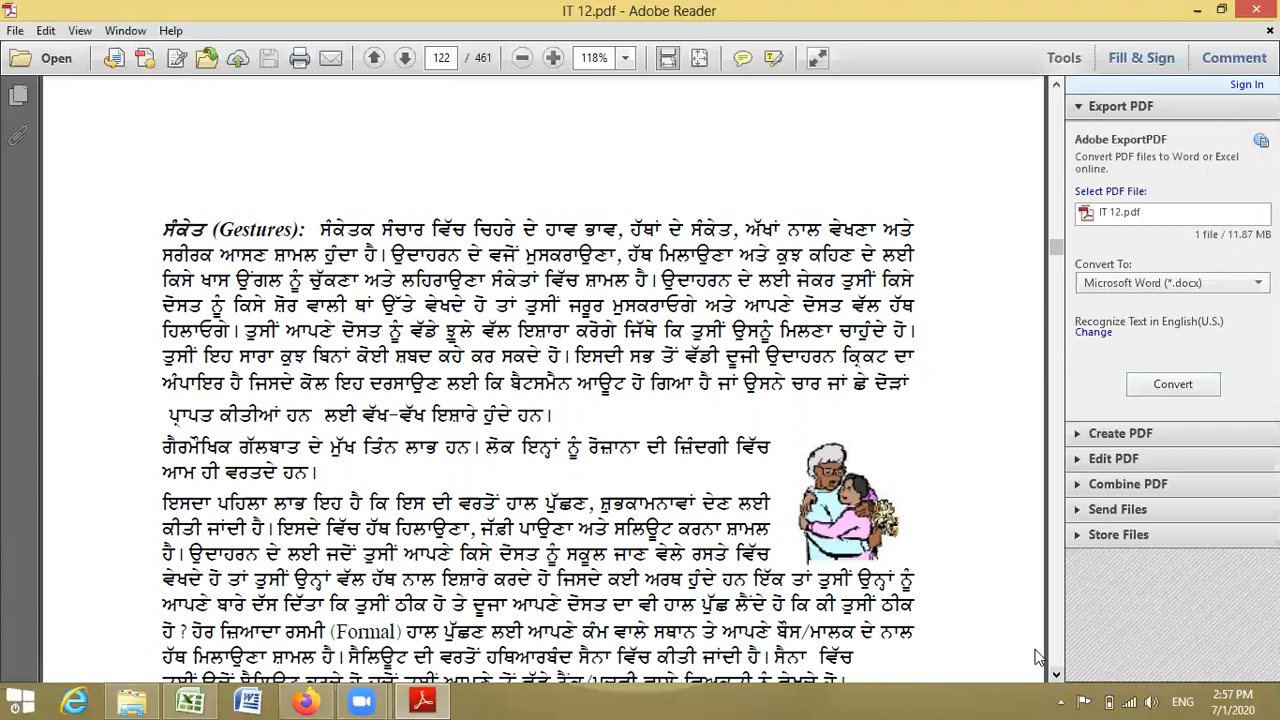 IT 12.pdf - Adobe Reader
File Edit View Window Help
Open 122 / 461 118% Tools Fill & Sign Comment
Sign In
Export PDF
Adobe ExportPDF
Convert PDF files to Word or Excel
online.
Select PDF File:
IT 12.pdf
1 file / 11.87 MB
Convert To:
Microsoft Word (*.docx)
Recognize Text in English(U.S.)
Change
Convert
Create PDF
Edit PDF
Combine PDF
Send Files
Store Files
ਸੰਕੇਤ (Gestures): ਸੰਕੇਤਕ ਸੰਚਾਰ ਵਿੱਚ ਚਿਹਰੇ ਦੇ ਹਾਵ ਭਾਵ, ਹੱਥਾਂ ਦੇ ਸੰਕੇਤ, ਅੱਖਾਂ ਨਾਲ ਵੇਖਣਾ ਅਤੇ
ਸਰੀਰਕ ਆਸਣ ਸ਼ਾਮਲ ਹੁੰਦਾ ਹੈ। ਉਦਾਹਰਨ ਦੇ ਵਜੋਂ ਮੁਸਕਰਾਉਣਾ, ਹੱਥ ਮਿਲਾਉਣਾ ਅਤੇ ਕੁਝ ਕਹਿਣ ਦੇ ਲਈ
ਕਿਸੇ ਖਾਸ ਉਂਗਲ ਨੂੰ ਚੁੱਕਣਾ ਅਤੇ ਲਹਿਰਾਉਣਾ ਸੰਕੇਤਾਂ ਵਿੱਚ ਸ਼ਾਮਲ ਹੈ। ਉਦਾਹਰਨ ਦੇ ਲਈ ਜੇਕਰ ਤੁਸੀਂ ਕਿਸੇ
ਦੋਸਤ ਨੂੰ ਕਿਸੇ ਸ਼ੋਰ ਵਾਲੀ ਥਾਂ ਉੱਤੇ ਵੇਖਦੇ ਹੋ ਤਾਂ ਤੁਸੀਂ ਜਰੂਰ ਮੁਸਕਰਾਓਗੇ ਅਤੇ ਆਪਣੇ ਦੋਸਤ ਵੱਲ ਹੱਥ
ਹਿਲਾਓਗੇ। ਤੁਸੀਂ ਆਪਣੇ ਦੋਸਤ ਨੂੰ ਵੱਡੇ ਝੂਲੇ ਵੱਲ ਇਸ਼ਾਰਾ ਕਰੋਗੇ ਜਿੱਥੇ ਕਿ ਤੁਸੀਂ ਉਸਨੂੰ ਮਿਲਣਾ ਚਾਹੁੰਦੇ ਹੋ।
ਤੁਸੀਂ ਇਹ ਸਾਰਾ ਕੁਝ ਬਿਨਾਂ ਕੋਈ ਸ਼ਬਦ ਕਹੇ ਕਰ ਸਕਦੇ ਹੋ। ਇਸਦੀ ਸਭ ਤੋਂ ਵੱਡੀ ਦੂਜੀ ਉਦਾਹਰਨ ਕ੍ਰਿਕਟ ਦਾ
ਅੰਪਾਇਰ ਹੈ ਜਿਸਦੇ ਕੋਲ ਇਹ ਦਰਸਾਉਣ ਲਈ ਕਿ ਬੈਟਸਮੈਨ ਆਊਟ ਹੋ ਗਿਆ ਹੈ ਜਾਂ ਉਸਨੇ ਚਾਰ ਜਾਂ ਛੇ ਦੋੜਾਂ
ਪ੍ਰਾਪਤ ਕੀਤੀਆਂ ਹਨ ਲਈ ਵੱਖ-ਵੱਖ ਇਸ਼ਾਰੇ ਹੁੰਦੇ ਹਨ।
ਗੈਰਮੌਖਿਕ ਗੱਲਬਾਤ ਦੇ ਮੁੱਖ ਤਿੰਨ ਲਾਭ ਹਨ। ਲੋਕ ਇਨ੍ਹਾਂ ਨੂੰ ਰੋਜ਼ਾਨਾ ਦੀ ਜ਼ਿੰਦਗੀ ਵਿੱਚ
ਆਮ ਹੀ ਵਰਤਦੇ ਹਨ।
ਇਸਦਾ ਪਹਿਲਾ ਲਾਭ ਇਹ ਹੈ ਕਿ ਇਸ ਦੀ ਵਰਤੋਂ ਹਾਲ ਪੁੱਛਣ, ਸ਼ੁਭਕਾਮਨਾਵਾਂ ਦੇਣ ਲਈ
ਕੀਤੀ ਜਾਂਦੀ ਹੈ। ਇਸਦੇ ਵਿੱਚ ਹੱਥ ਹਿਲਾਉਣਾ, ਜੱਫ਼ੀ ਪਾਉਣਾ ਅਤੇ ਸਲਿਊਟ ਕਰਨਾ ਸ਼ਾਮਲ
ਹੈ। ਉਦਾਹਰਨ ਦੇ ਲਈ ਜਦੋਂ ਤੁਸੀਂ ਆਪਣੇ ਕਿਸੇ ਦੋਸਤ ਨੂੰ ਸਕੂਲ ਜਾਣ ਵੇਲੇ ਰਸਤੇ ਵਿੱਚ
ਵੇਖਦੇ ਹੋ ਤਾਂ ਤੁਸੀਂ ਉਨ੍ਹਾਂ ਵੱਲ ਹੱਥ ਨਾਲ ਇਸ਼ਾਰੇ ਕਰਦੇ ਹੋ ਜਿਸਦੇ ਕਈ ਅਰਥ ਹੁੰਦੇ ਹਨ ਇੱਕ ਤਾਂ ਤੁਸੀਂ ਉਨ੍ਹਾਂ ਨੂੰ
ਆਪਣੇ ਬਾਰੇ ਦੱਸ ਦਿੱਤਾ ਕਿ ਤੁਸੀਂ ਠੀਕ ਹੋ ਤੇ ਦੂਜਾ ਆਪਣੇ ਦੋਸਤ ਦਾ ਵੀ ਹਾਲ ਪੁੱਛ ਲੈਂਦੇ ਹੋ ਕਿ ਕੀ ਤੁਸੀਂ ਠੀਕ
ਹੋ ? ਹੋਰ ਜ਼ਿਆਦਾ ਰਸਮੀ (Formal) ਹਾਲ ਪੁੱਛਣ ਲਈ ਆਪਣੇ ਕੰਮ ਵਾਲੇ ਸਥਾਨ ਤੇ ਆਪਣੇ ਬੌਸ/ਮਾਲਕ ਦੇ ਨਾਲ
ਹੱਥ ਮਿਲਾਉਣਾ ਸ਼ਾਮਲ ਹੈ। ਸੈਲਿਊਟ ਦੀ ਵਰਤੋਂ ਹਥਿਆਰਬੰਦ ਸੈਨਾ ਵਿੱਚ ਕੀਤੀ ਜਾਂਦੀ ਹੈ। ਸੈਨਾ ਵਿੱਚ
ENG 2:57 PM
7/1/2020